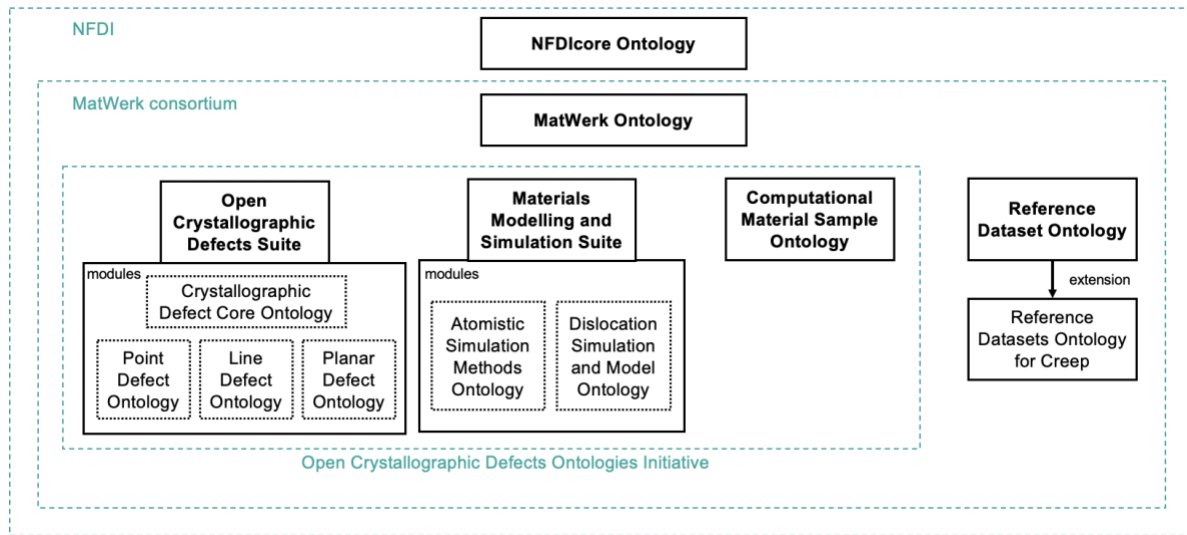 NFDI
NFDIcore Ontology
MatWerk consortium
MatWerk Ontology
Open
Crystallographic
Defects Suite
modules
Crystallographic
Defect Core Ontology
Point
Defect
Ontology
Line
Defect
Ontology
Planar
Defect
Ontology
Materials
Modelling and
Simulation Suite
modules
Atomistic
Simulation
Methods
Ontology
Dislocation
Simulation
and Model
Ontology
Computational
Material Sample
Ontology
Open Crystallographic Defects Ontologies Initiative
Reference
Dataset Ontology
extension
Reference
Datasets Ontology
for Creep